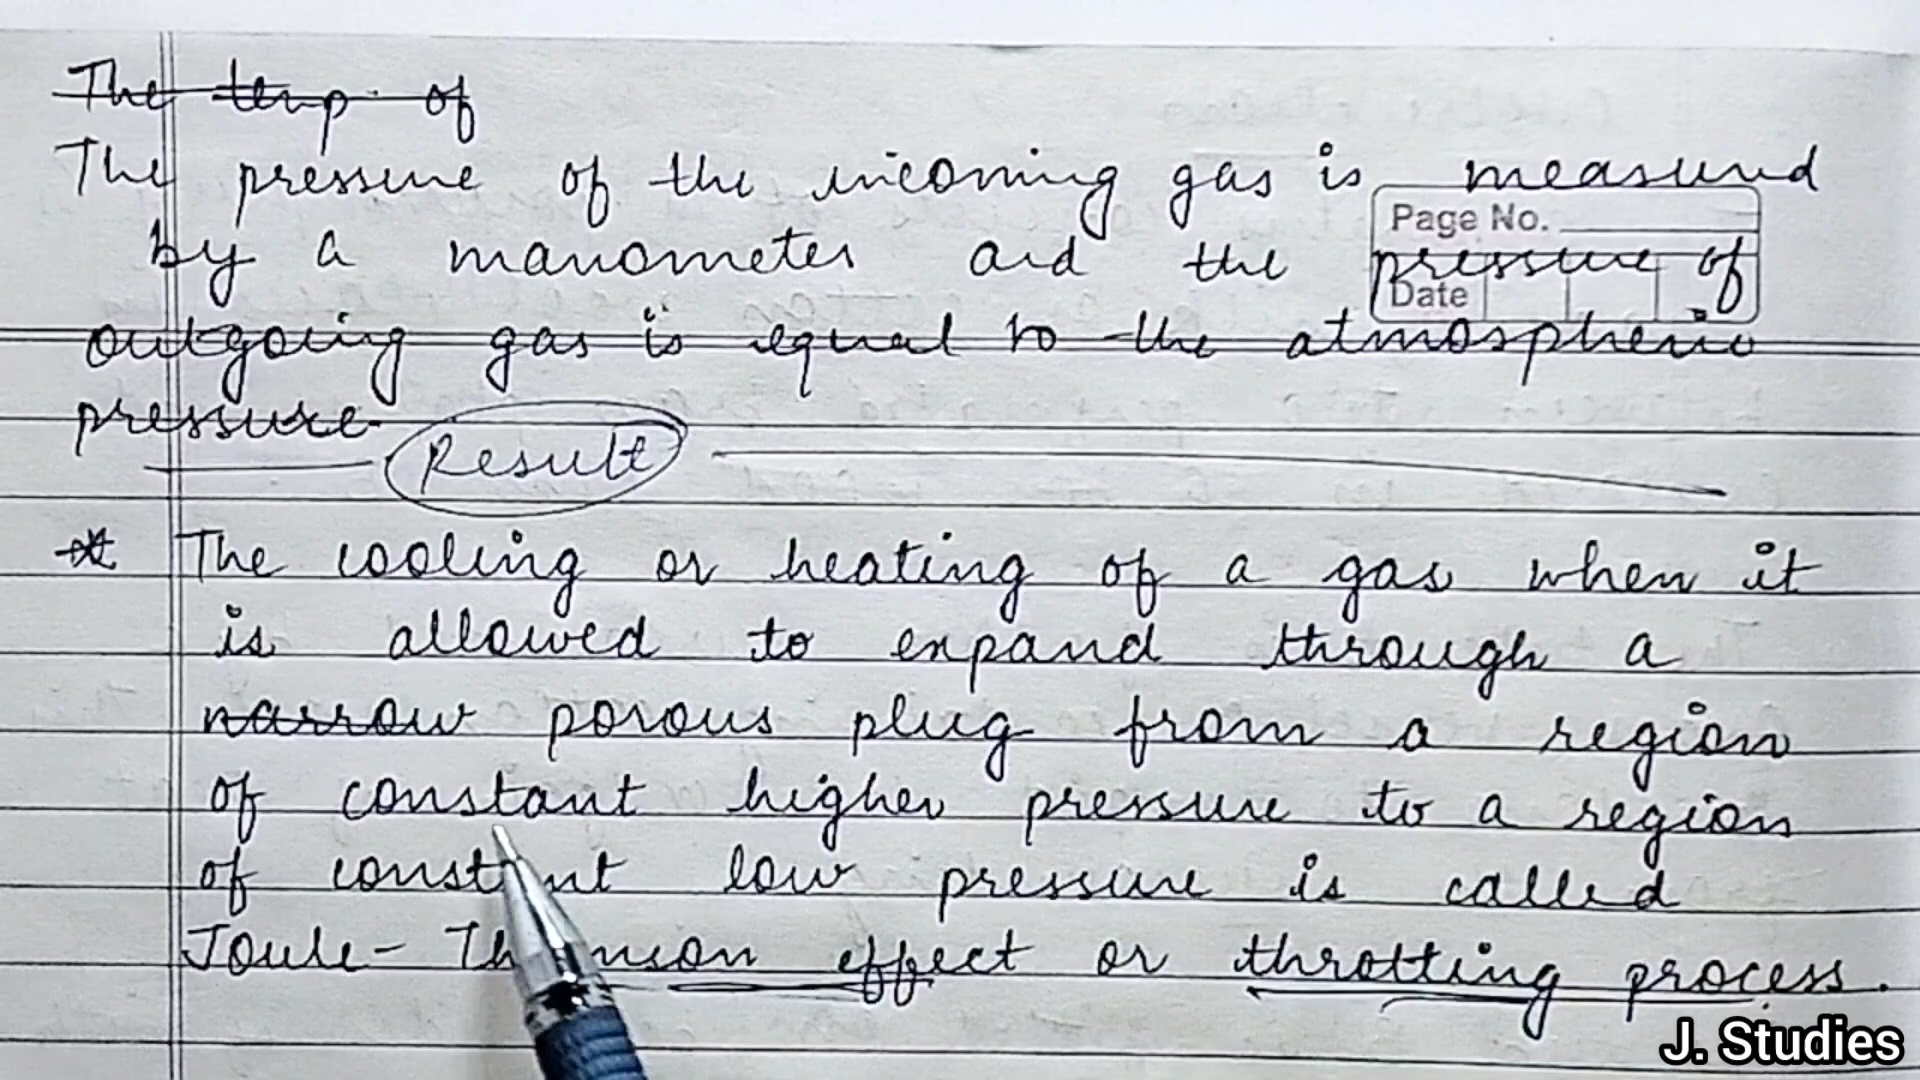 The temp. of
The pressure of the incoming gas is measured
Page No.
by a manometer and the pressure of
Date
outgoing gas is equal to the atmospheric
pressure.
Result
* The cooling or heating of a gas when it
is allowed to expand through a
narrow porous plug from a region
of constant higher pressure to a region
of constant low pressure is called
Joule - Thomson effect or throtting process.
J. Studies